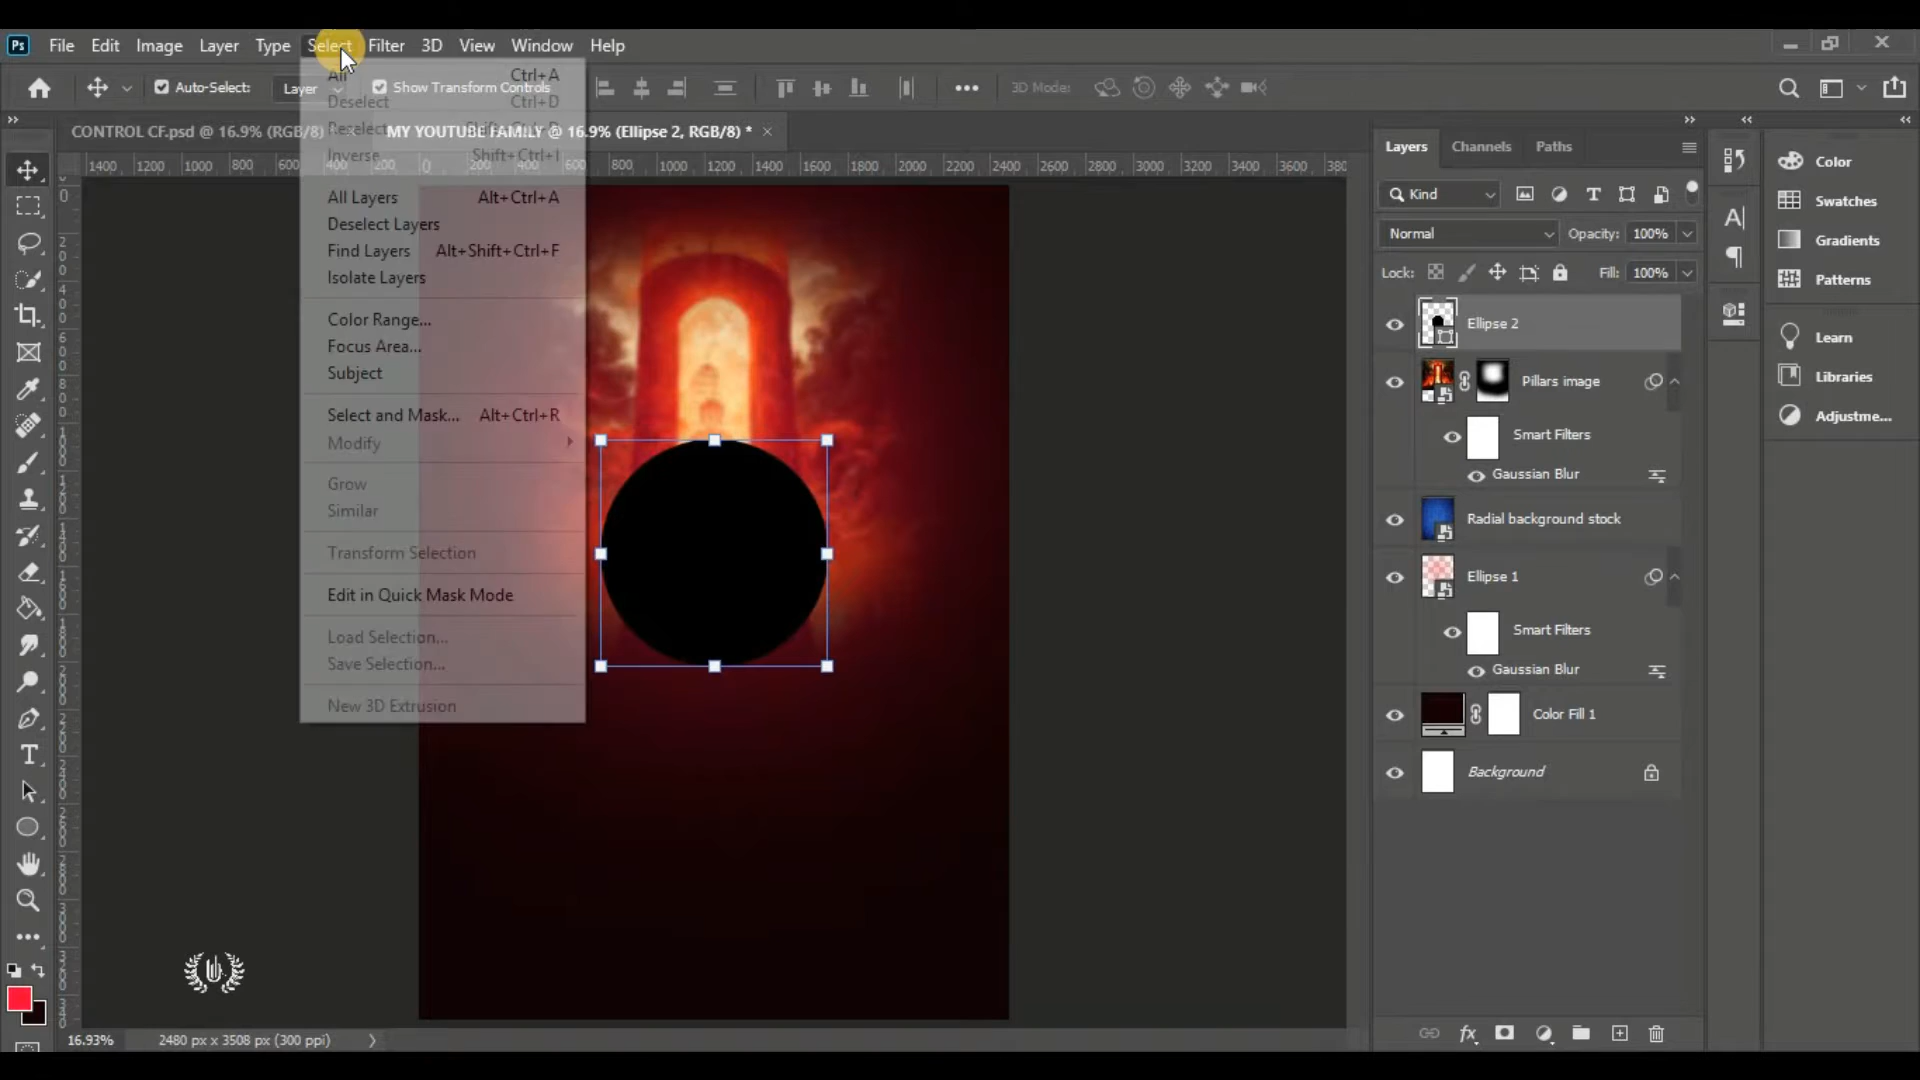 Ps File Edit Image Layer Type Select Filter 3D View Window Help
Auto-Select: Layer Show Transform Controls 3D Mode:
CONTROL CF.psd @ 16.9% (RGB/8) MY YOUTUBE FAMILY @ 16.9% (Ellipse 2, RGB/8) *
1400 1200 1000 800 600 400 200 0 200 400 600 800 1000 1200 1400 1600 1800 2000 2200 2400 2600 2800 3000 3200 3400 3600
All Ctrl+A
Deselect Ctrl+D
Reselect Shift+Ctrl+D
Inverse Shift+Ctrl+I
All Layers Alt+Ctrl+A
Deselect Layers
Find Layers Alt+Shift+Ctrl+F
Isolate Layers
Color Range...
Focus Area...
Subject
Select and Mask... Alt+Ctrl+R
Modify
Grow
Similar
Transform Selection
Edit in Quick Mask Mode
Load Selection...
Save Selection...
New 3D Extrusion
Layers Channels Paths
Kind
Normal Opacity: 100%
Lock: Fill: 100%
Ellipse 2
Pillars image
Smart Filters
Gaussian Blur
Radial background stock
Ellipse 1
Smart Filters
Gaussian Blur
Color Fill 1
Background
Color
Swatches
Gradients
Patterns
Learn
Libraries
Adjustme...
16.93% 2480 px x 3508 px (300 ppi)